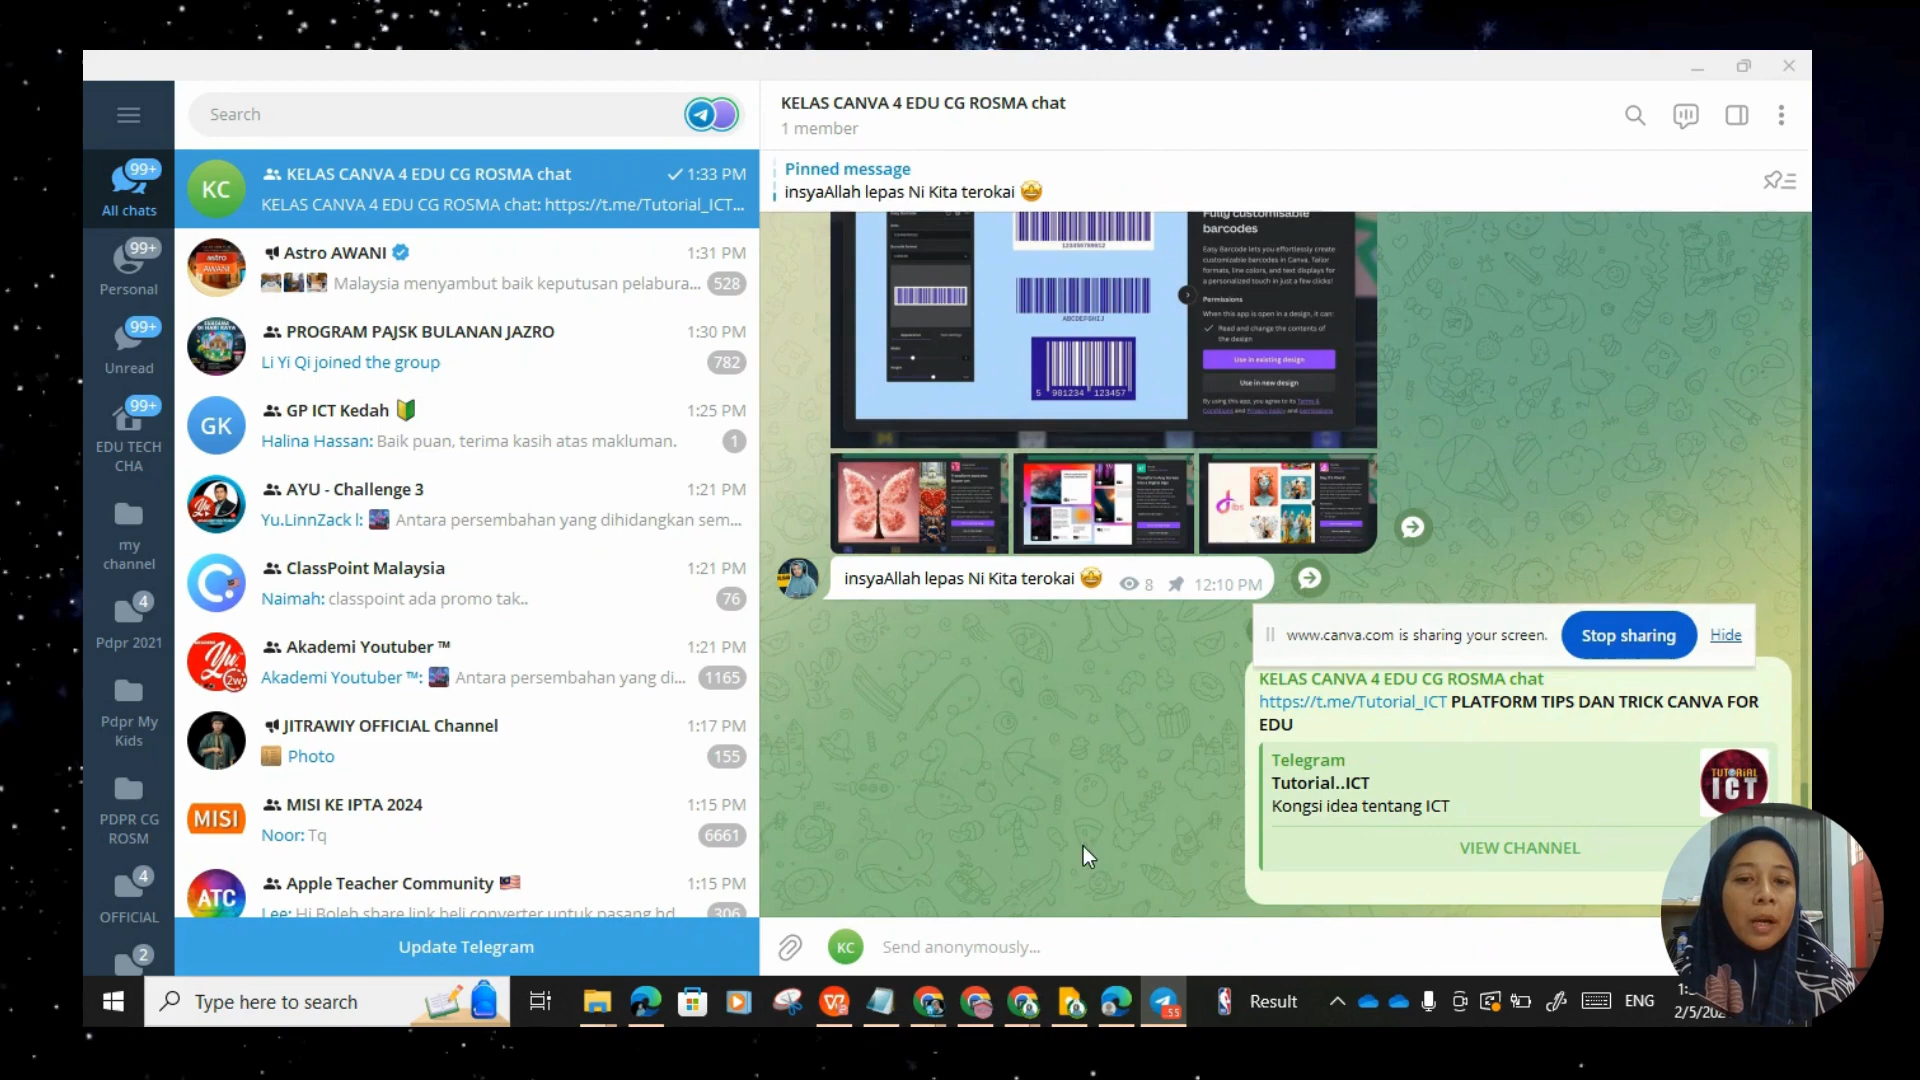 Search
99+
All chats
99+
Personal
99+
Unread
99+
EDU TECH
CHA
my
channel
4
Pdpr 2021
Pdpr My
Kids
PDPR CG
ROSM
4
OFFICIAL
2
KC
KELAS CANVA 4 EDU CG ROSMA chat
1:33 PM
KELAS CANVA 4 EDU CG ROSMA chat: https://t.me/Tutorial_ICT...
Astro AWANI
1:31 PM
Malaysia menyambut baik keputusan pelabura...
528
PROGRAM PAJSK BULANAN JAZRO
1:30 PM
Li Yi Qi joined the group
782
GK
GP ICT Kedah
1:25 PM
Halina Hassan: Baik puan, terima kasih atas makluman.
1
AYU - Challenge 3
1:21 PM
Yu.LinnZack l: Antara persembahan yang dihidangkan sem...
ClassPoint Malaysia
1:21 PM
Naimah: classpoint ada promo tak..
76
Akademi Youtuber ™
1:21 PM
Akademi Youtuber ™: Antara persembahan yang di...
1165
JITRAWIY OFFICIAL Channel
1:17 PM
Photo
155
MISI
MISI KE IPTA 2024
1:15 PM
Noor: Tq
6661
ATC
Apple Teacher Community
1:15 PM
Lee: Hi Boleh share link beli converter untuk pasang hd
306
Update Telegram
KELAS CANVA 4 EDU CG ROSMA chat
1 member
Pinned message
insyaAllah lepas Ni Kita terokai
Fully customisable
barcodes
Easy Barcode lets you effortlessly create
customizable barcodes in Canva. Tailor
formats, line colors, and text displays for
a personalized touch in just a few clicks!
Permissions
When this app is open in a design, it can:
Read and change the contents of
the design
Use in existing design
Use in new design
By using this app, you agree to its Terms &
Conditions and Privacy policy and permissions
ABCDEFGHIJ
5 901234 123457
insyaAllah lepas Ni Kita terokai
8
12:10 PM
www.canva.com is sharing your screen.
Stop sharing
Hide
KELAS CANVA 4 EDU CG ROSMA chat
https://t.me/Tutorial_ICT PLATFORM TIPS DAN TRICK CANVA FOR
EDU
Telegram
Tutorial..ICT
Kongsi idea tentang ICT
TUTORIAL
ICT
VIEW CHANNEL
KC
Send anonymously...
Type here to search
55
Result
ENG